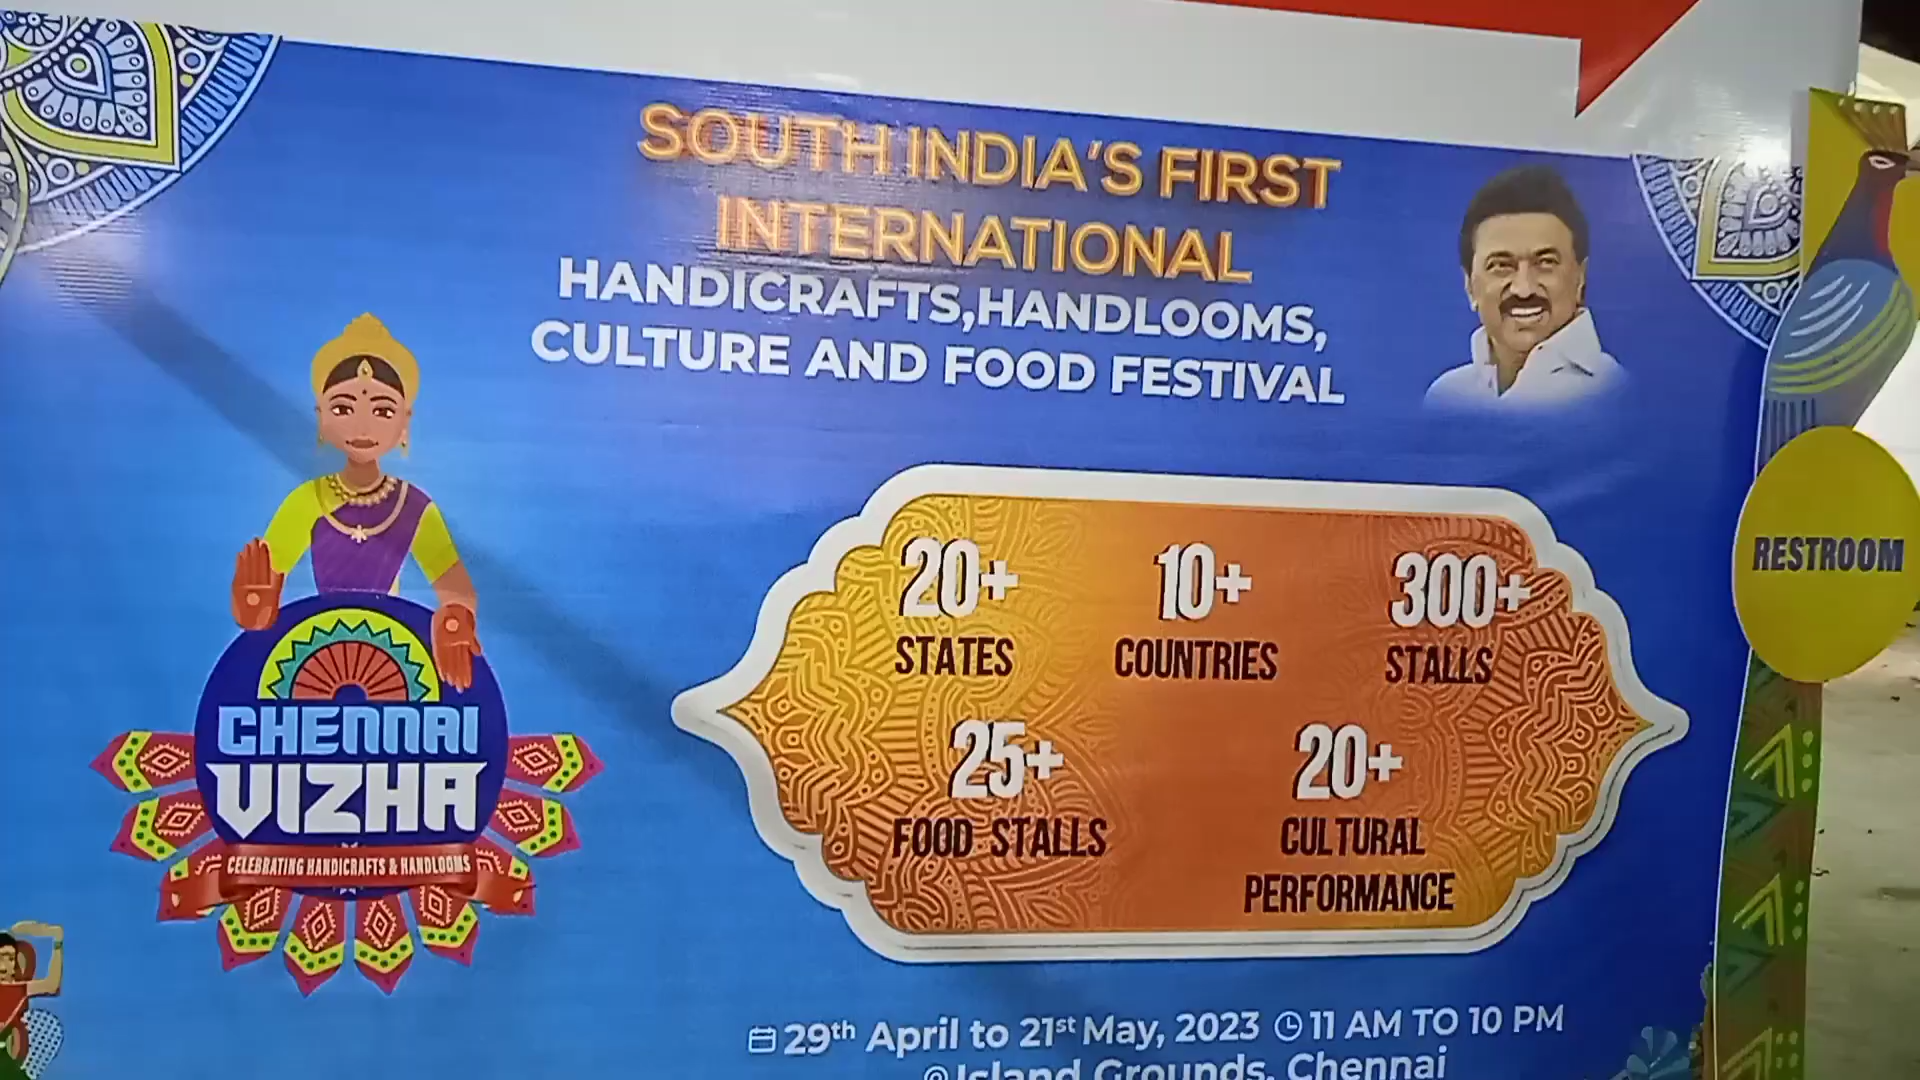 SOUTH INDIA'S FIRST
INTERNATIONAL
HANDICRAFTS,HANDLOOMS,
CULTURE AND FOOD FESTIVAL
20+
STATES
10+
COUNTRIES
300+
STALLS
25+
FOOD STALLS
20+
CULTURAL
PERFORMANCE
CHENNAI
VIZHA
CELEBRATING HANDICRAFTS & HANDLOOMS
29th April to 21st May, 2023 11 AM TO 10 PM
Island Grounds, Chennai
RESTROOM